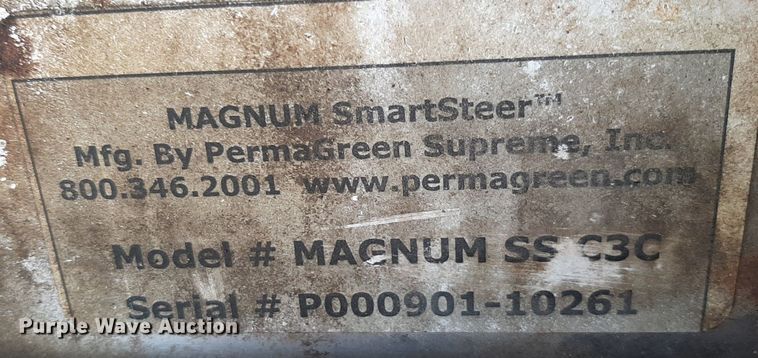 MAGNUM SmartSteer™
Mfg. By PermaGreen Supreme, Inc.
800.346.2001 www.permagreen.com
Model # MAGNUM SS C3C
Serial # P000901-10261
Purple Wave Auction